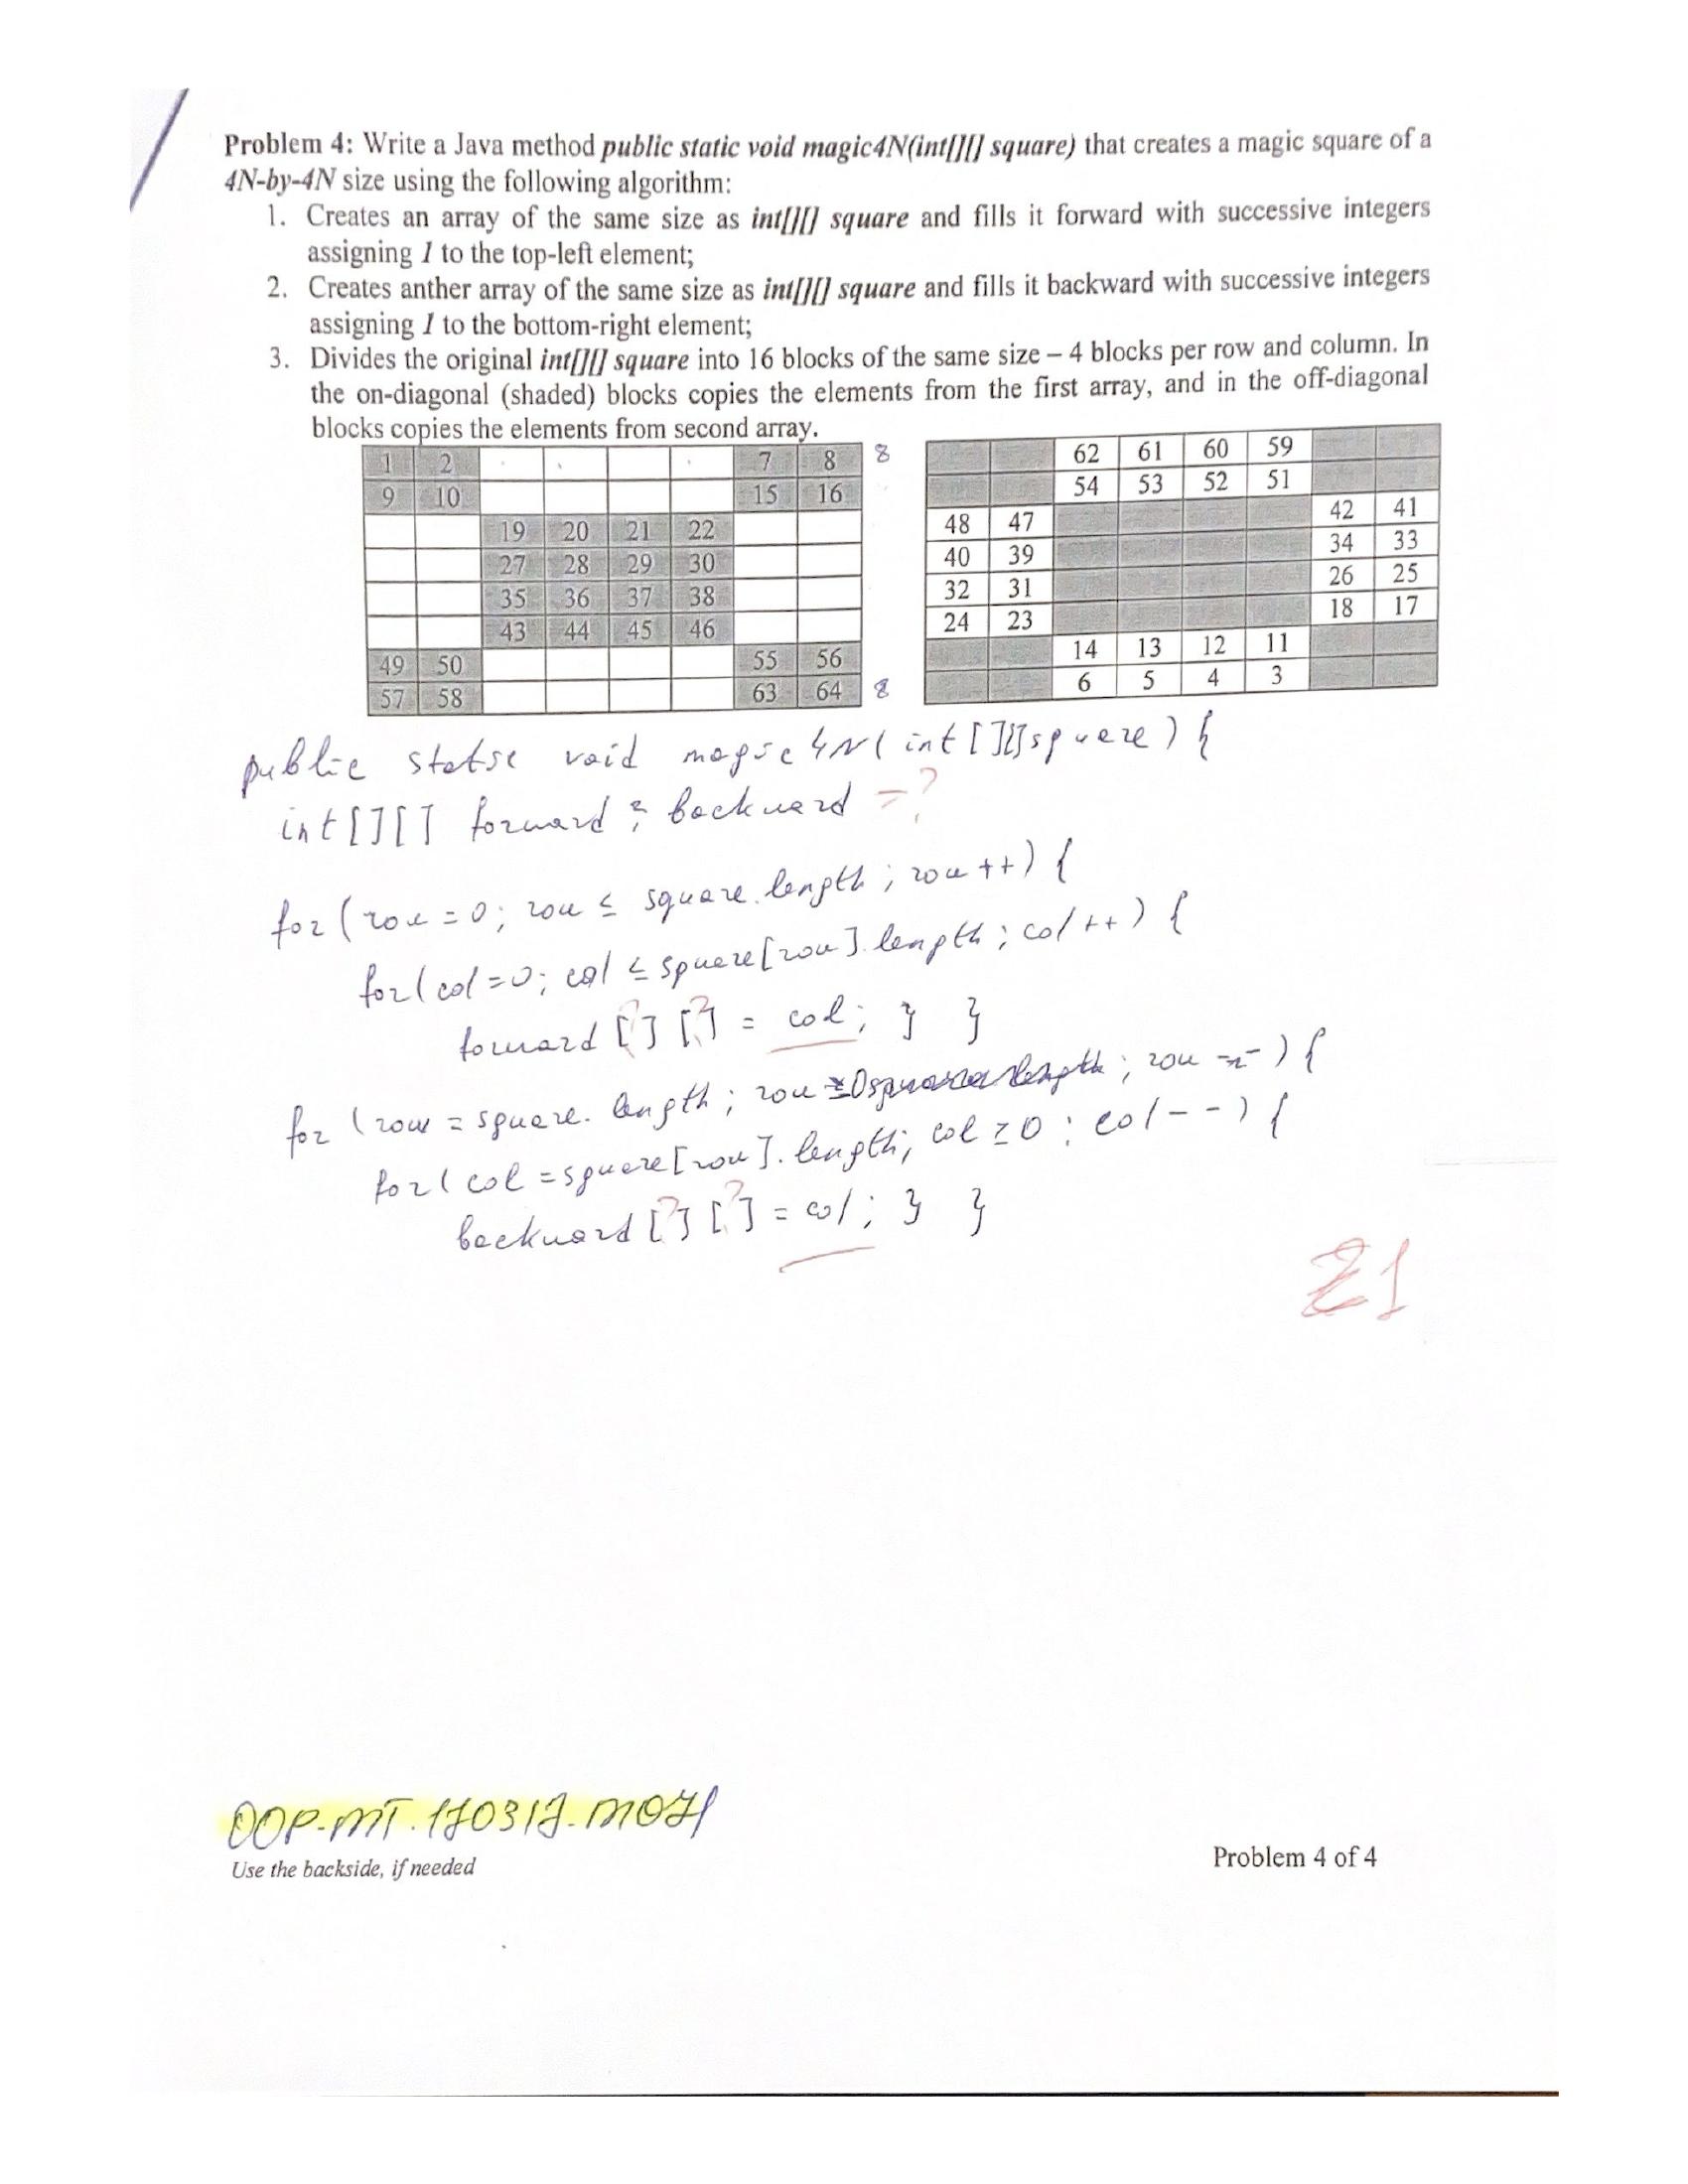 Problem 4: Write a Java method public static void magic4N(int[][] square) that creates a magic square of a
4N-by-4N size using the following algorithm:
1. Creates an array of the same size as int[][] square and fills it forward with successive integers
assigning 1 to the top-left element;
2. Creates anther array of the same size as int[][] square and fills it backward with successive integers
assigning 1 to the bottom-right element;
3. Divides the original int[][] square into 16 blocks of the same size – 4 blocks per row and column. In
the on-diagonal (shaded) blocks copies the elements from the first array, and in the off-diagonal
blocks copies the elements from second array.
1 2 7 8 8 62 61 60 59
9 10 15 16 54 53 52 51
19 20 21 22 48 47 42 41
27 28 29 30 40 39 34 33
35 36 37 38 32 31 26 25
43 44 45 46 24 23 18 17
49 50 55 56 14 13 12 11
57 58 63 64 8 6 5 4 3
public static void magic4N(int[][]square){
int[][] forward ; backward = ?
for(row=0; row ≤ square.length; row++){
for(col=0; col ≤ square[row].length; col++){
forward [?][?] = col; } }
for (row = square.length; row ≥0 ; row --){
for(col=square[row].length; col ≥ 0; col--){
backward [?][?] = col; } }
21
OOP-MT.170317-M071
Use the backside, if needed
Problem 4 of 4